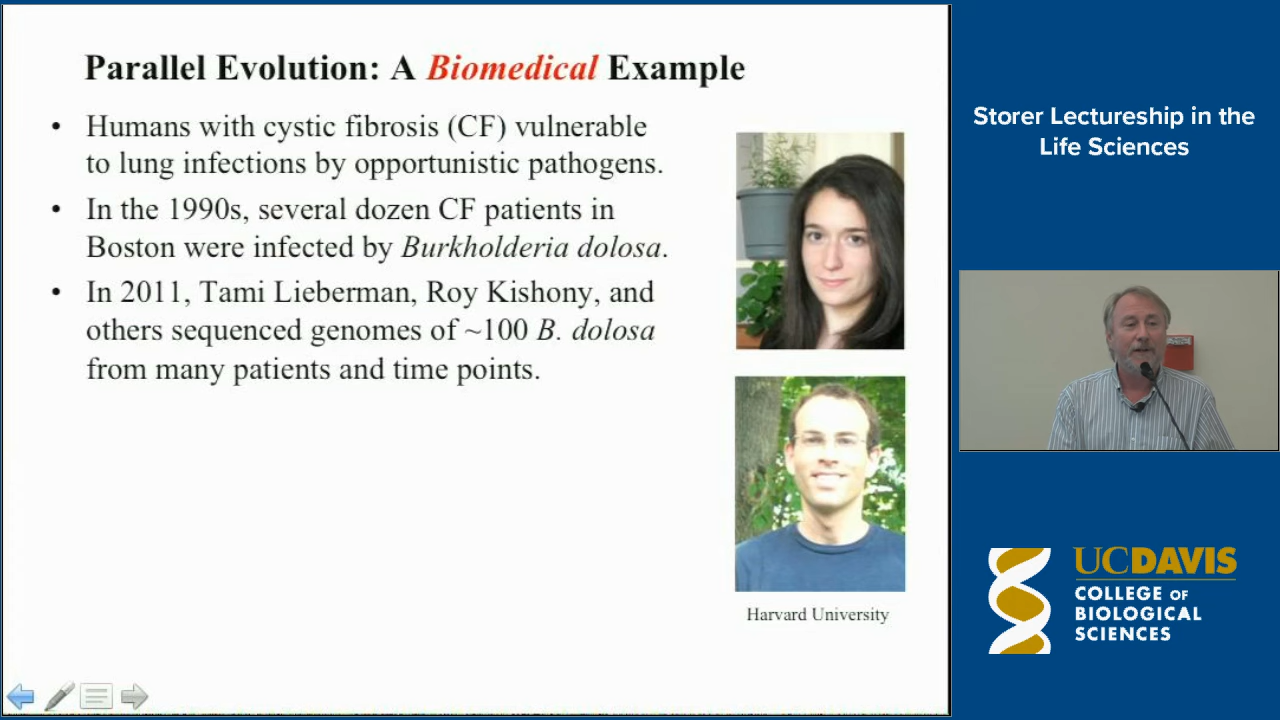 Parallel Evolution: A Biomedical Example
• Humans with cystic fibrosis (CF) vulnerable
to lung infections by opportunistic pathogens.
• In the 1990s, several dozen CF patients in
Boston were infected by Burkholderia dolosa.
• In 2011, Tami Lieberman, Roy Kishony, and
others sequenced genomes of ~100 B. dolosa
from many patients and time points.
Harvard University
Storer Lectureship in the
Life Sciences
UCDAVIS
COLLEGE OF
BIOLOGICAL
SCIENCES